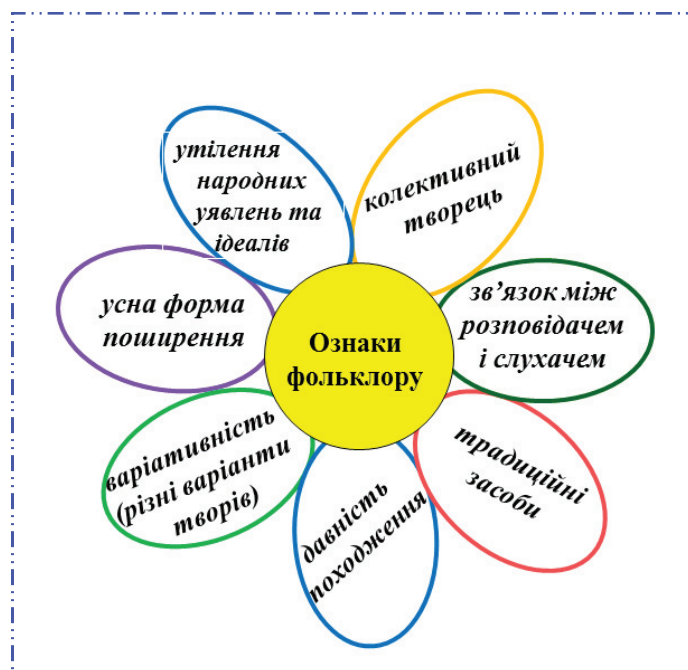 утілення
народних
уявлень та
ідеалів
колективний
творець
усна форма
поширення
Ознаки
фольклору
зв’язок між
розповідачем
і слухачем
варіативність
(різні варіанти
творів)
давність
походження
традиційні
засоби